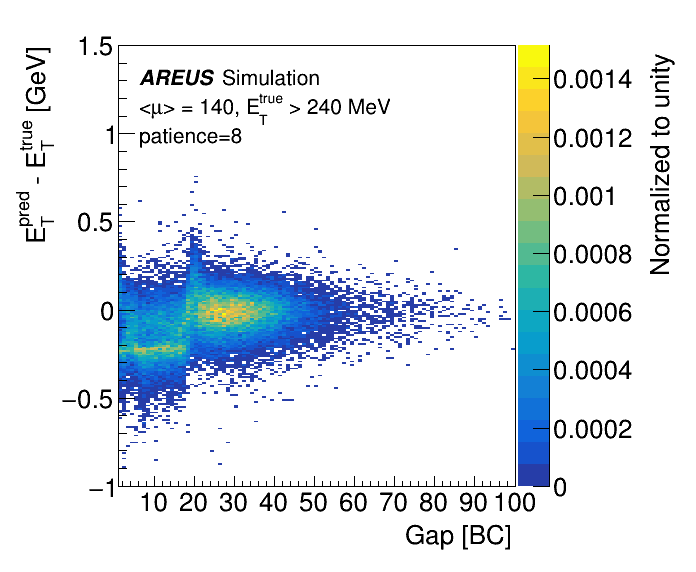 AREUS Simulation
<μ> = 140, E_T^true > 240 MeV
patience=8
E_T^pred - E_T^true [GeV]
1.5
1
0.5
0
−0.5
−1
10 20 30 40 50 60 70 80 90 100
Gap [BC]
0.0014
0.0012
0.001
0.0008
0.0006
0.0004
0.0002
0
Normalized to unity